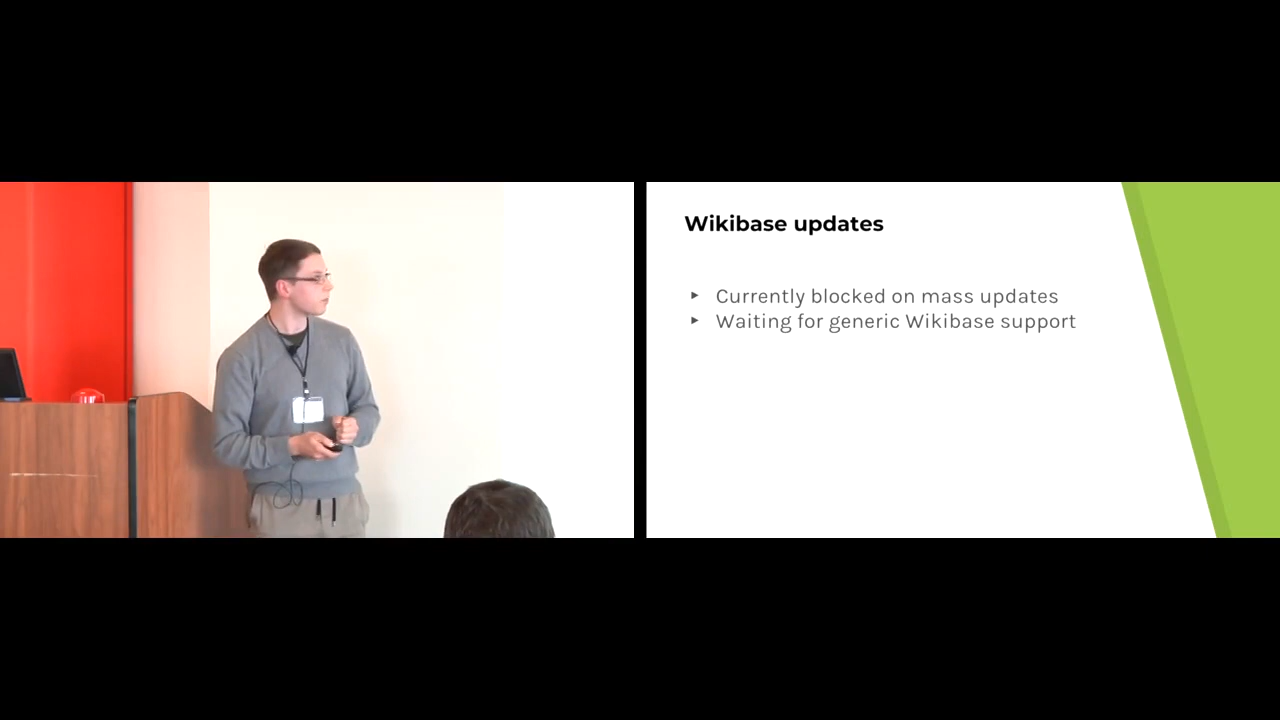 Wikibase updates
Currently blocked on mass updates
Waiting for generic Wikibase support